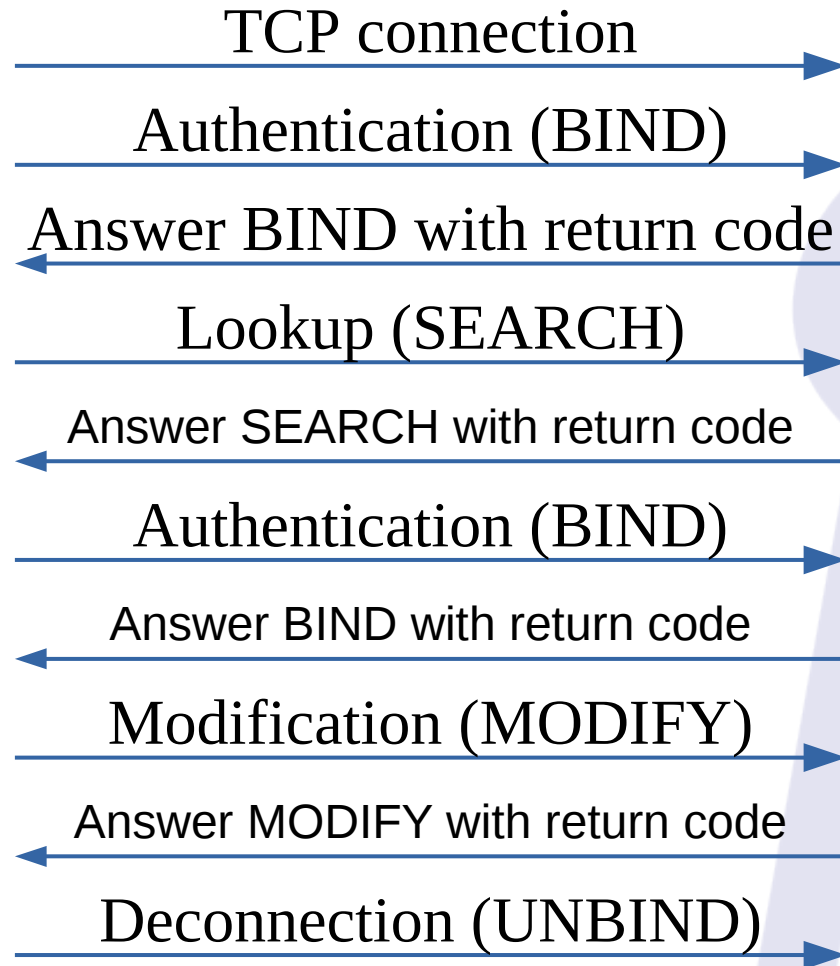 TCP connection
Authentication (BIND)
Answer BIND with return code
Lookup (SEARCH)
Answer SEARCH with return code
Authentication (BIND)
Answer BIND with return code
Modification (MODIFY)
Answer MODIFY with return code
Deconnection (UNBIND)